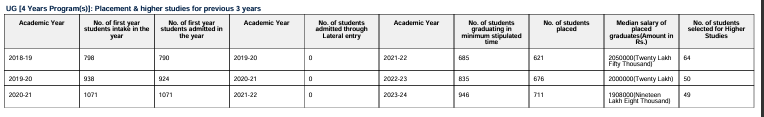 UG [4 Years Program(s)]: Placement & higher studies for previous 3 years
Academic Year
No. of first year
students intake in the
year
No. of first year
students admitted in
the year
Academic Year
No. of students
admitted through
Lateral entry
Academic Year
No. of students
graduating in
minimum stipulated
time
No. of students
placed
Median salary of
placed
graduates(Amount in
Rs.)
No. of students
selected for Higher
Studies
2018-19
798
790
2019-20
0
2021-22
685
621
2050000(Twenty Lakh
Fifty Thousand)
64
2019-20
938
924
2020-21
0
2022-23
835
676
2000000(Twenty Lakh)
50
2020-21
1071
1071
2021-22
0
2023-24
946
711
1908000(Nineteen
Lakh Eight Thousand)
49